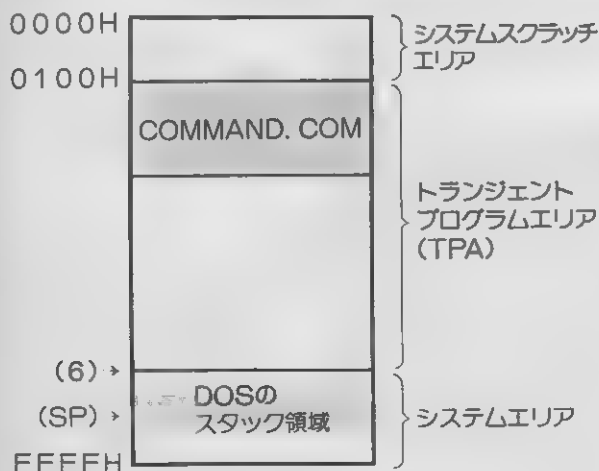 0000H
システムスクラッチ
エリア
0100H
COMMAND. COM
トランジェント
プログラムエリア
(TPA)
(6)
DOSの
(SP)
スタック領域
システムエリア
FFFFH